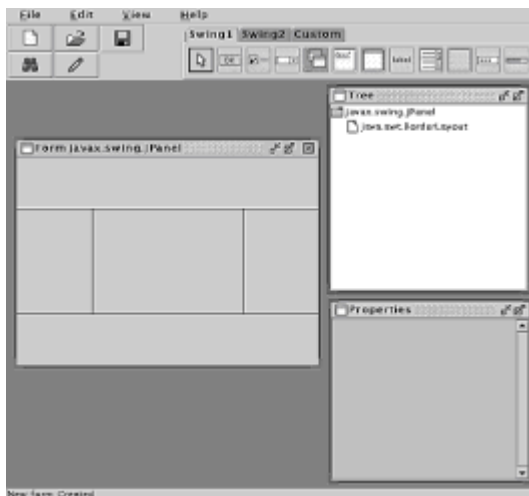 File Edit View Help
Swing1 Swing2 Custom
OK
label
Tree
javax.swing.JPanel
java.awt.BorderLayout
Form javax.swing.JPanel
Properties
New form Created